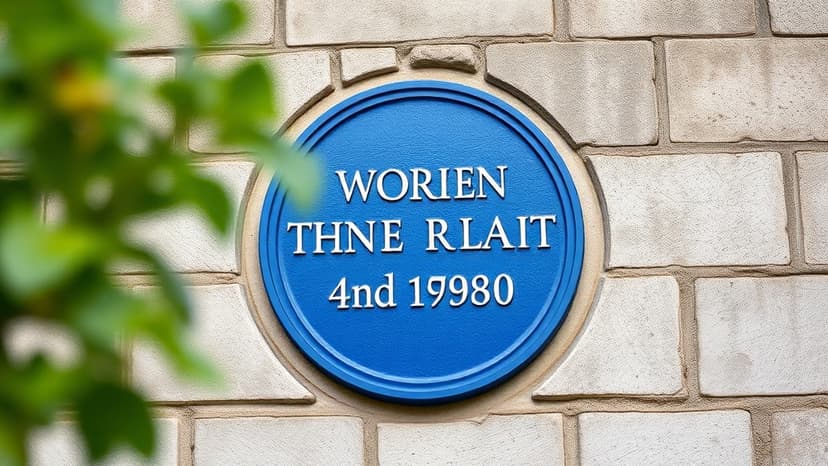 WORIEN
THNE RLAIT
4nd 19980